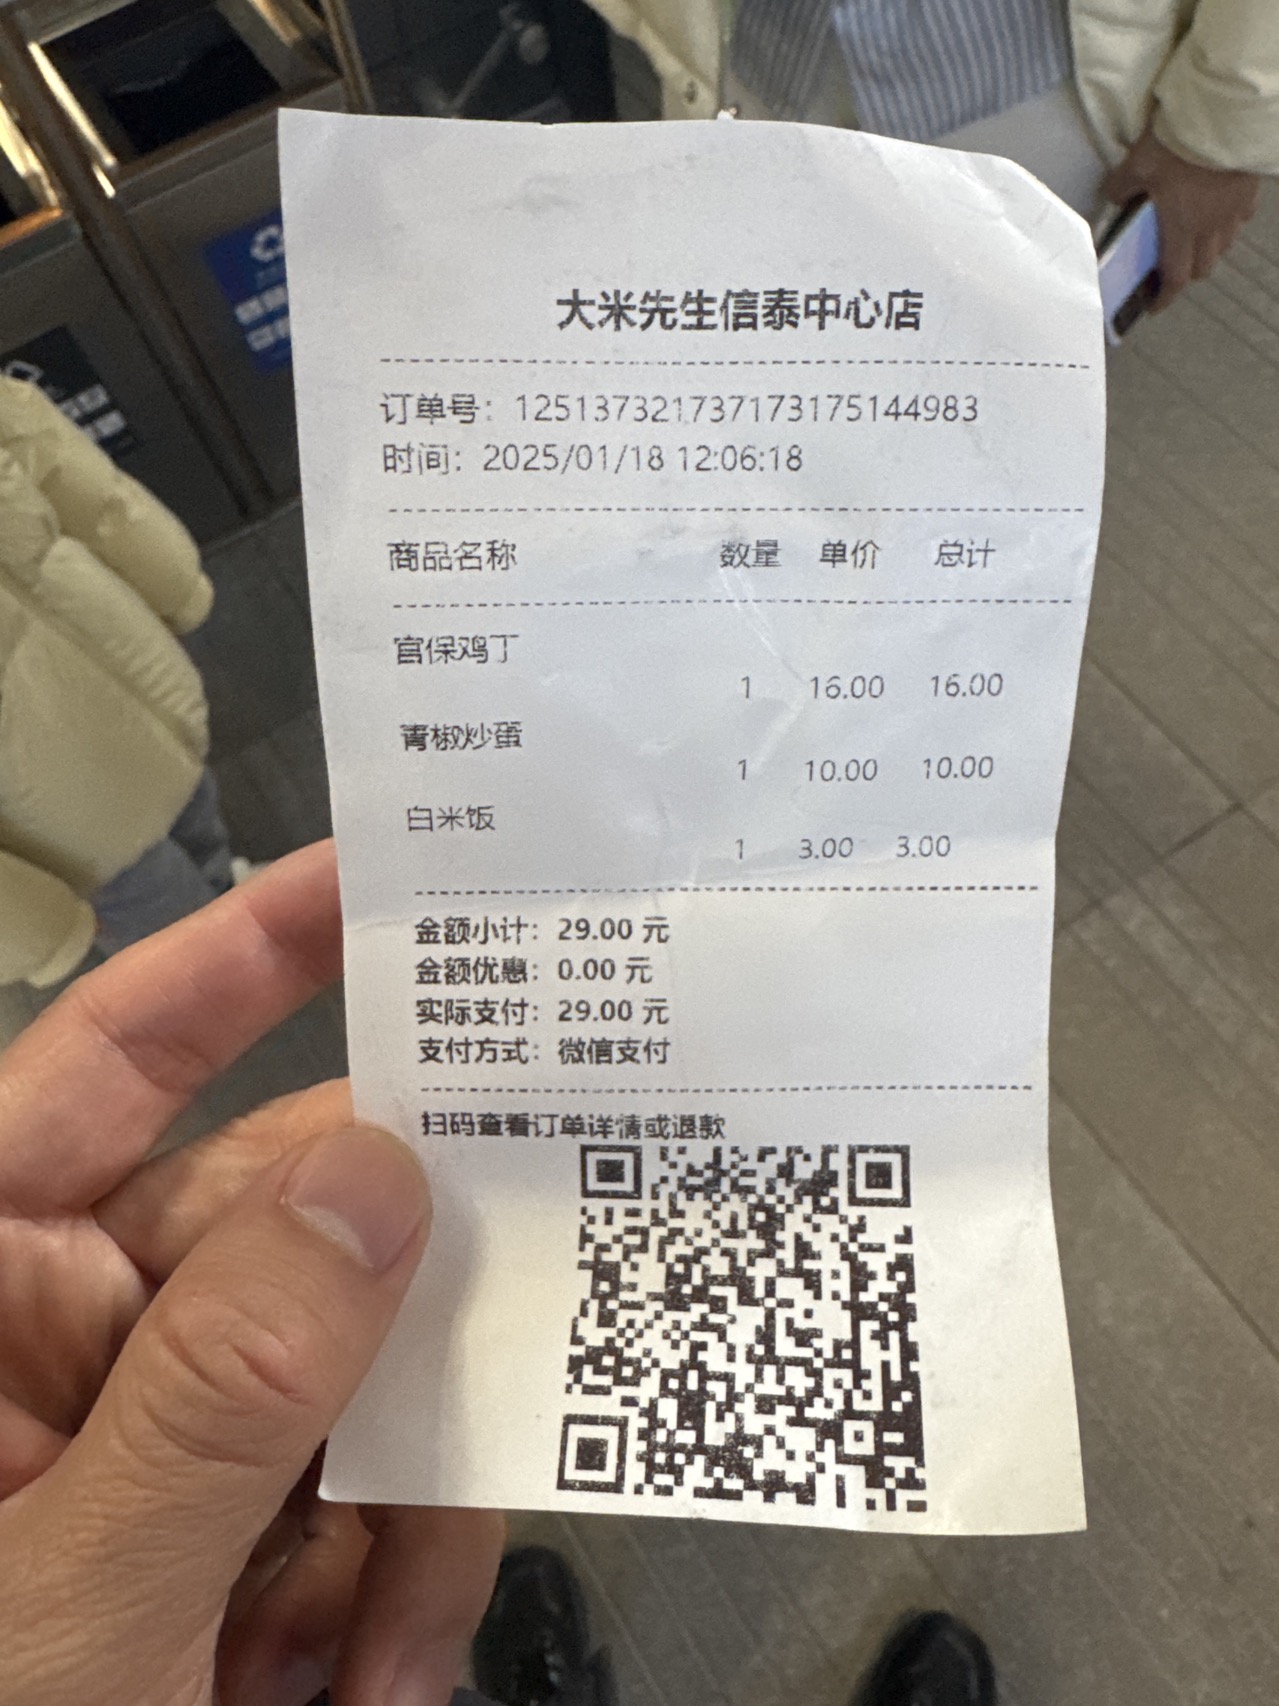 大米先生信泰中心店
订单号：1251373217371731751​44983
时间：2025/01/18 12:06:18
商品名称 数量 单价 总计
宫保鸡丁
1 16.00 16.00
青椒炒蛋
1 10.00 10.00
白米饭
1 3.00 3.00
金额小计：29.00 元
金额优惠：0.00 元
实际支付：29.00 元
支付方式：微信支付
扫码查看订单详情或退款